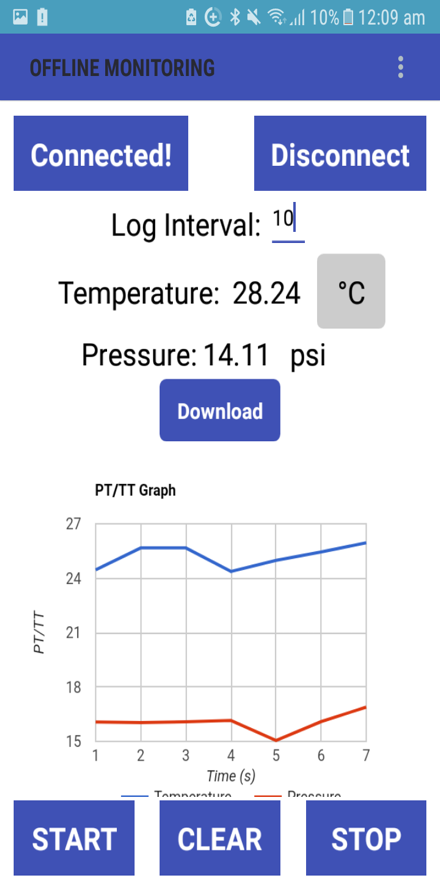 10% 12:09 am
OFFLINE MONITORING
Connected! Disconnect
Log Interval: 10
Temperature: 28.24 °C
Pressure: 14.11 psi
Download
PT/TT Graph
27
24
21
18
15
PT/TT
1 2 3 4 5 6 7
Time (s)
Temperature Pressure
START CLEAR STOP